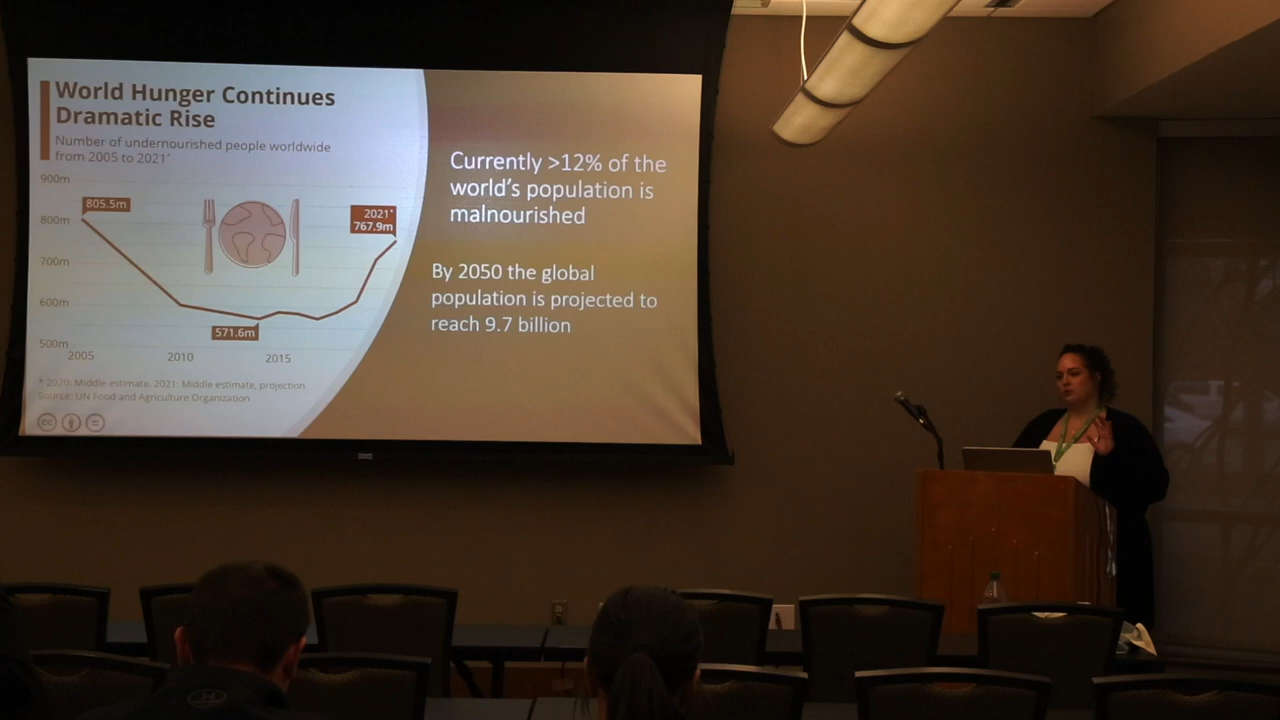 World Hunger Continues
Dramatic Rise
Number of undernourished people worldwide
from 2005 to 2021*
900m
805.5m
800m
2021*
767.9m
700m
600m
571.6m
500m
2005
2010
2015
* 2020: Middle estimate, 2021: Middle estimate, projection
Source: UN Food and Agriculture Organization
cc
=
Currently >12% of the
world's population is
malnourished
By 2050 the global
population is projected to
reach 9.7 billion